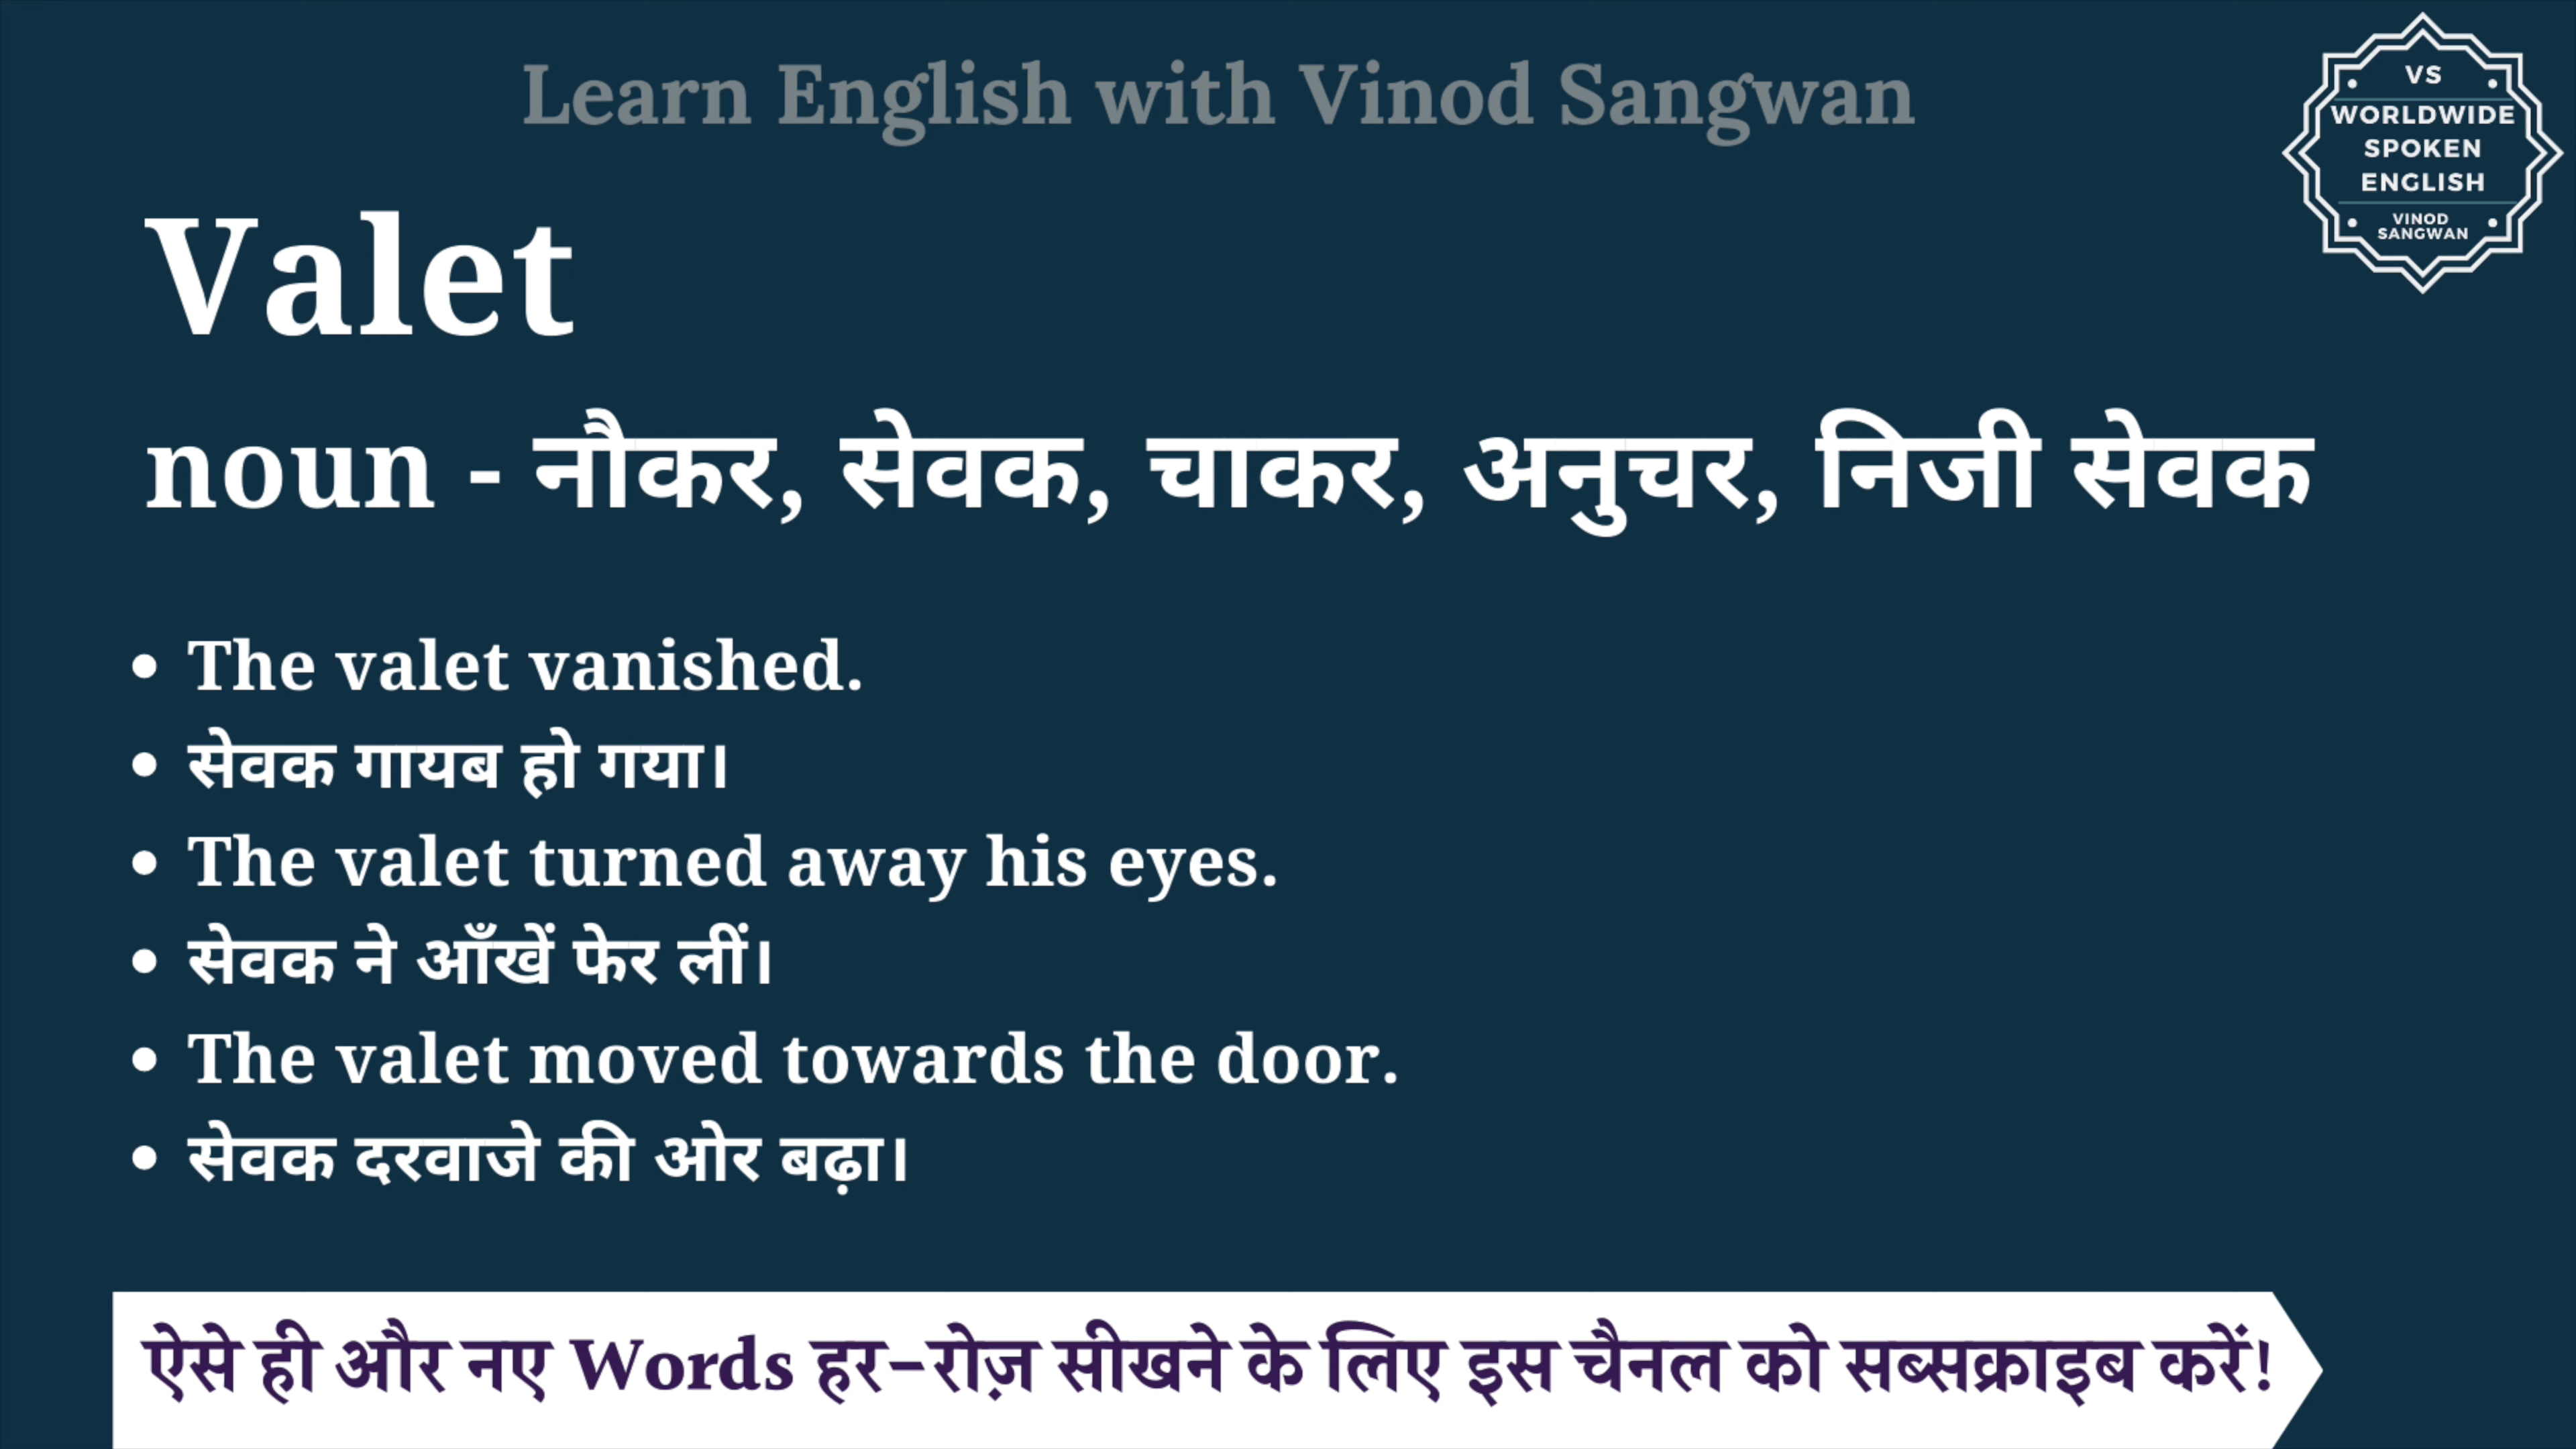 Learn English with Vinod Sangwan
VS
WORLDWIDE
SPOKEN
ENGLISH
VINOD
SANGWAN
Valet
noun - नौकर, सेवक, चाकर, अनुचर, निजी सेवक
• The valet vanished.
• सेवक गायब हो गया।
• The valet turned away his eyes.
• सेवक ने आँखें फेर लीं।
• The valet moved towards the door.
• सेवक दरवाजे की ओर बढ़ा।
ऐसे ही और नए Words हर-रोज़ सीखने के लिए इस चैनल को सब्सक्राइब करें!